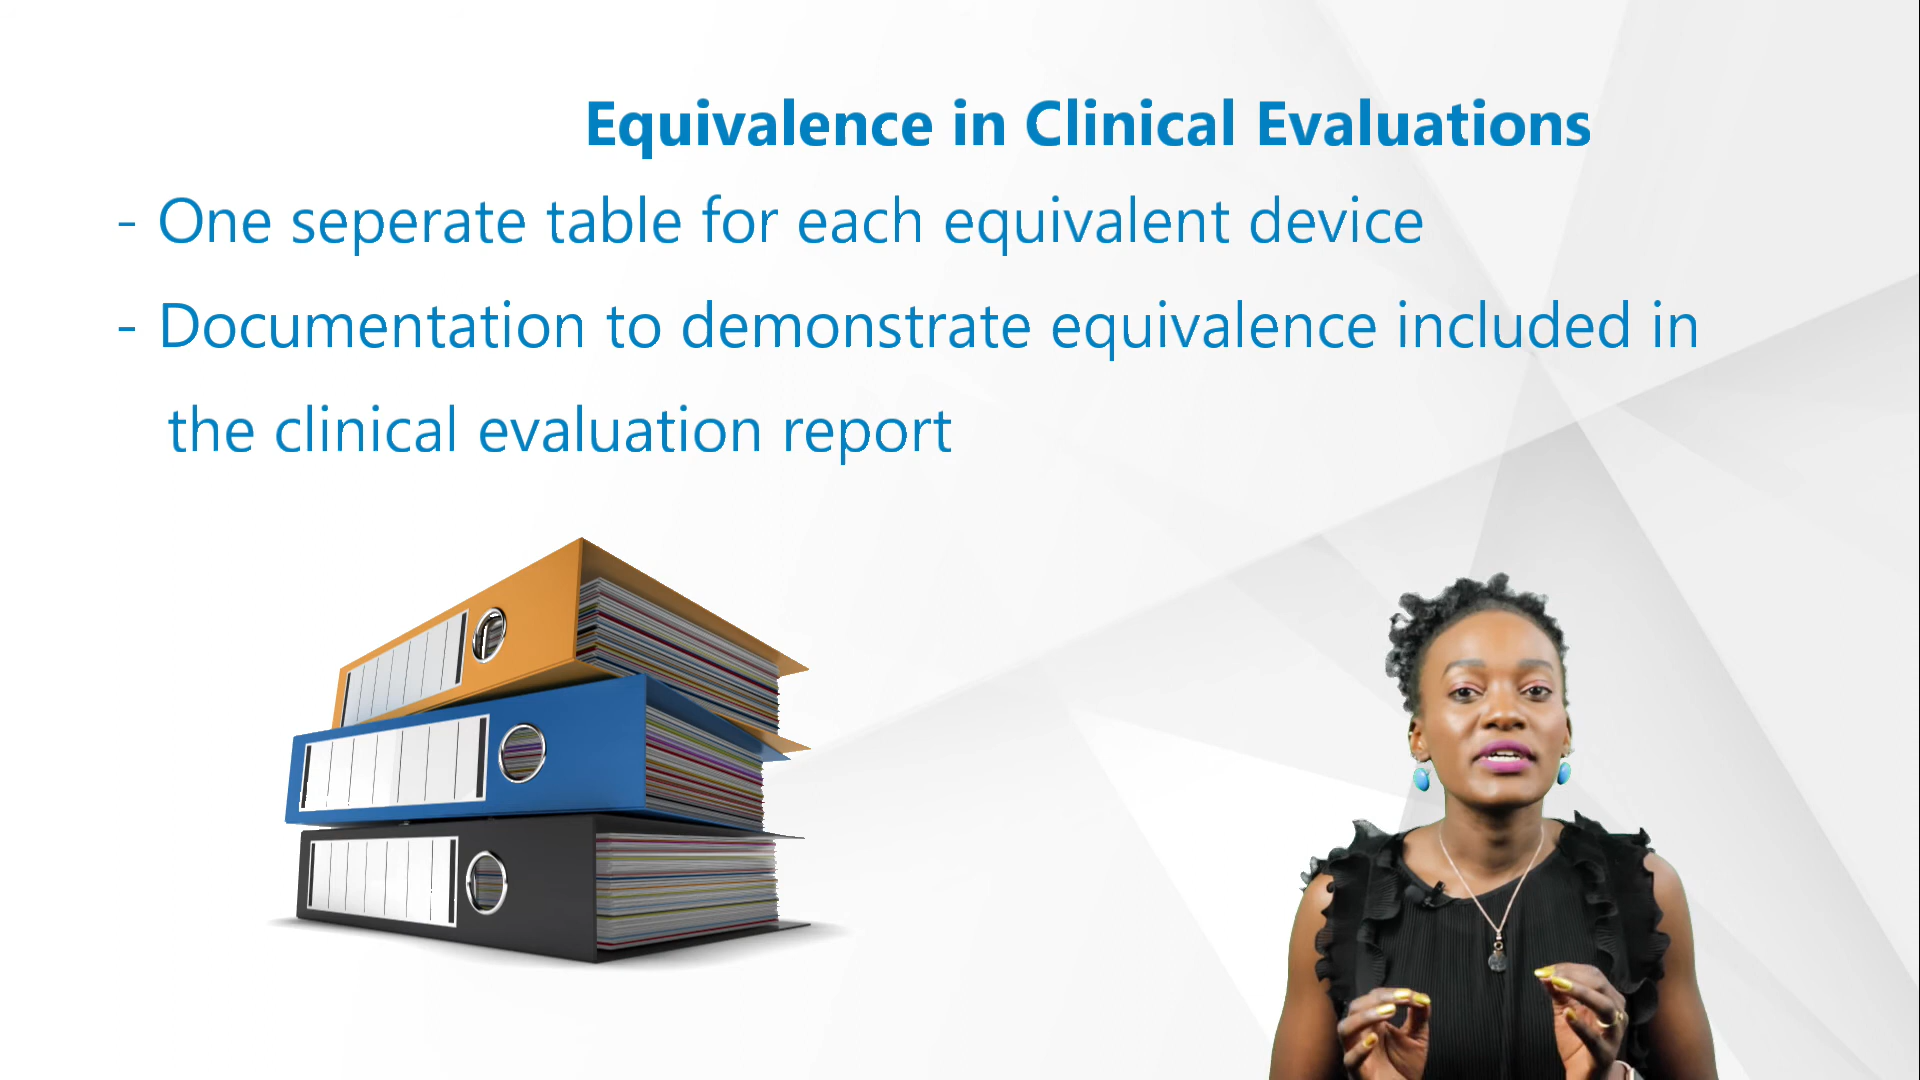 Equivalence in Clinical Evaluations
- One seperate table for each equivalent device
- Documentation to demonstrate equivalence included in
the clinical evaluation report